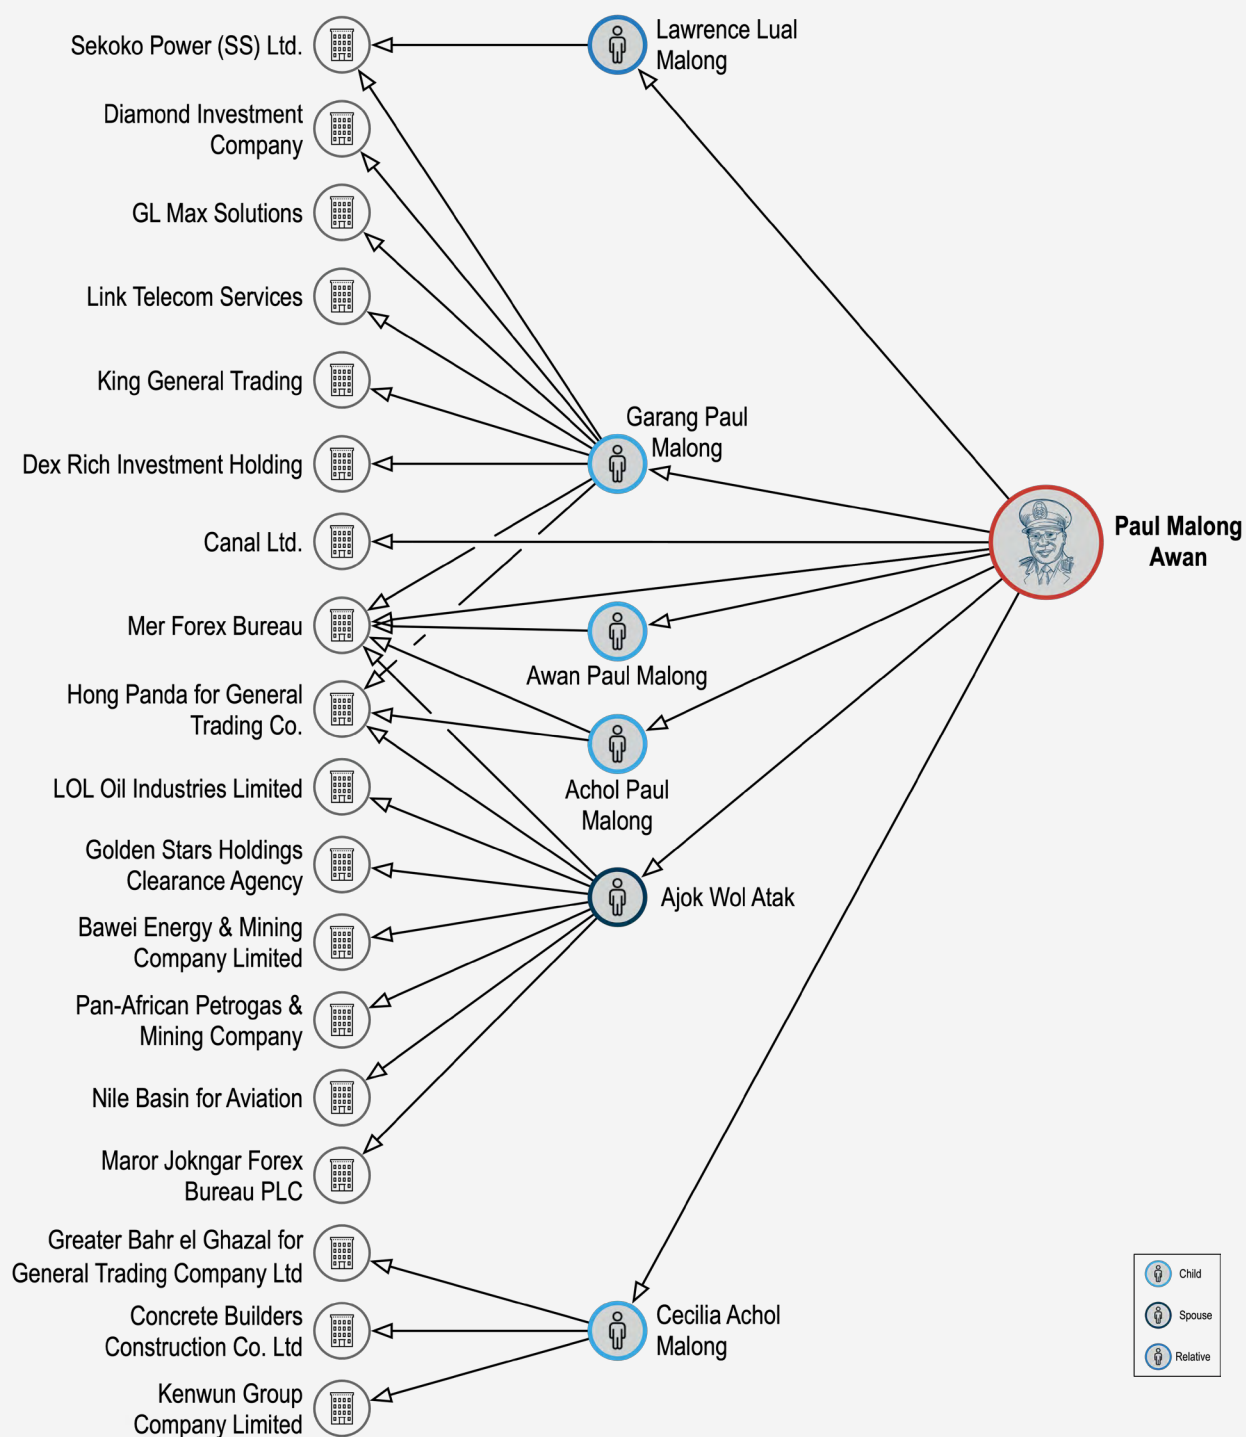 Sekoko Power (SS) Ltd.
Lawrence Lual
Malong
Diamond Investment
Company
GL Max Solutions
Link Telecom Services
King General Trading
Garang Paul
Malong
Dex Rich Investment Holding
Canal Ltd.
Paul Malong
Awan
Mer Forex Bureau
Awan Paul Malong
Hong Panda for General
Trading Co.
Achol Paul
Malong
LOL Oil Industries Limited
Golden Stars Holdings
Clearance Agency
Ajok Wol Atak
Bawei Energy & Mining
Company Limited
Pan-African Petrogas &
Mining Company
Nile Basin for Aviation
Maror Jokngar Forex
Bureau PLC
Greater Bahr el Ghazal for
General Trading Company Ltd
Concrete Builders
Construction Co. Ltd
Cecilia Achol
Malong
Kenwun Group
Company Limited
Child
Spouse
Relative